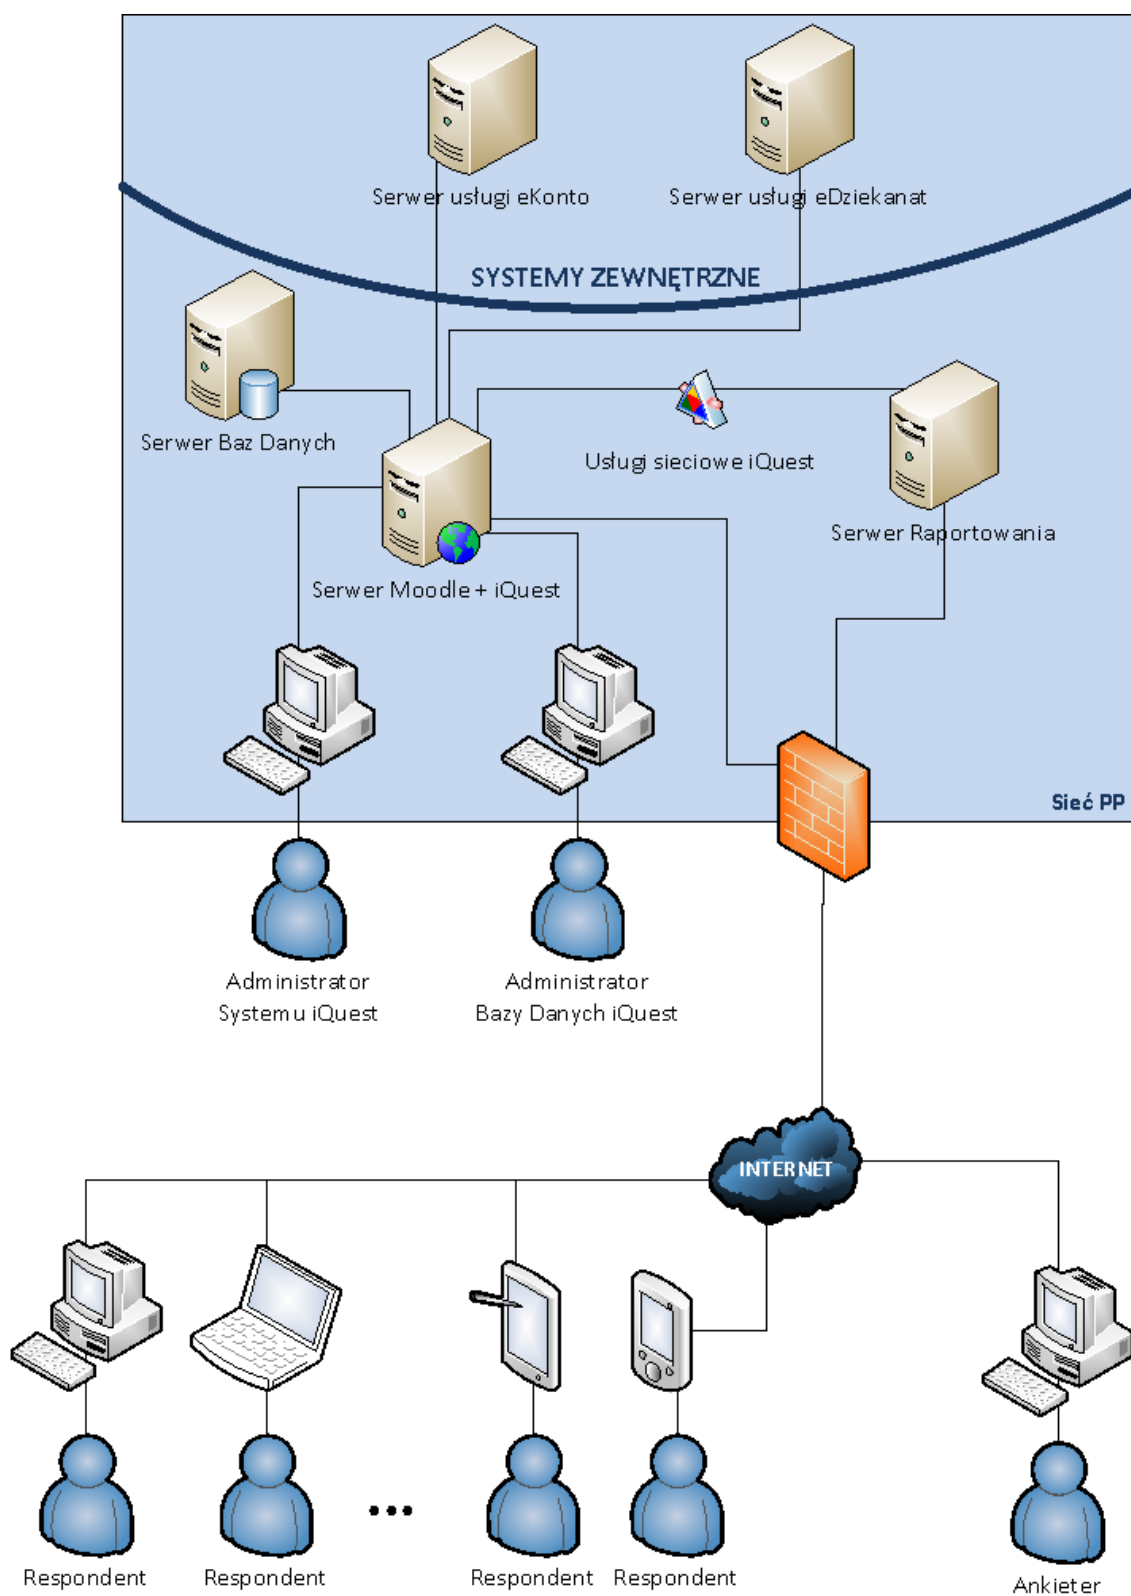 Serwer usługi eKonto
Serwer usługi eDziekanat
SYSTEMY ZEWNĘTRZNE
Serwer Baz Danych
Usługi sieciowe iQuest
Serwer Raportowania
Serwer Moodle + iQuest
Sieć PP
Administrator
Systemu iQuest
Administrator
Bazy Danych iQuest
INTERNET
...
Respondent
Respondent
Respondent
Respondent
Ankieter